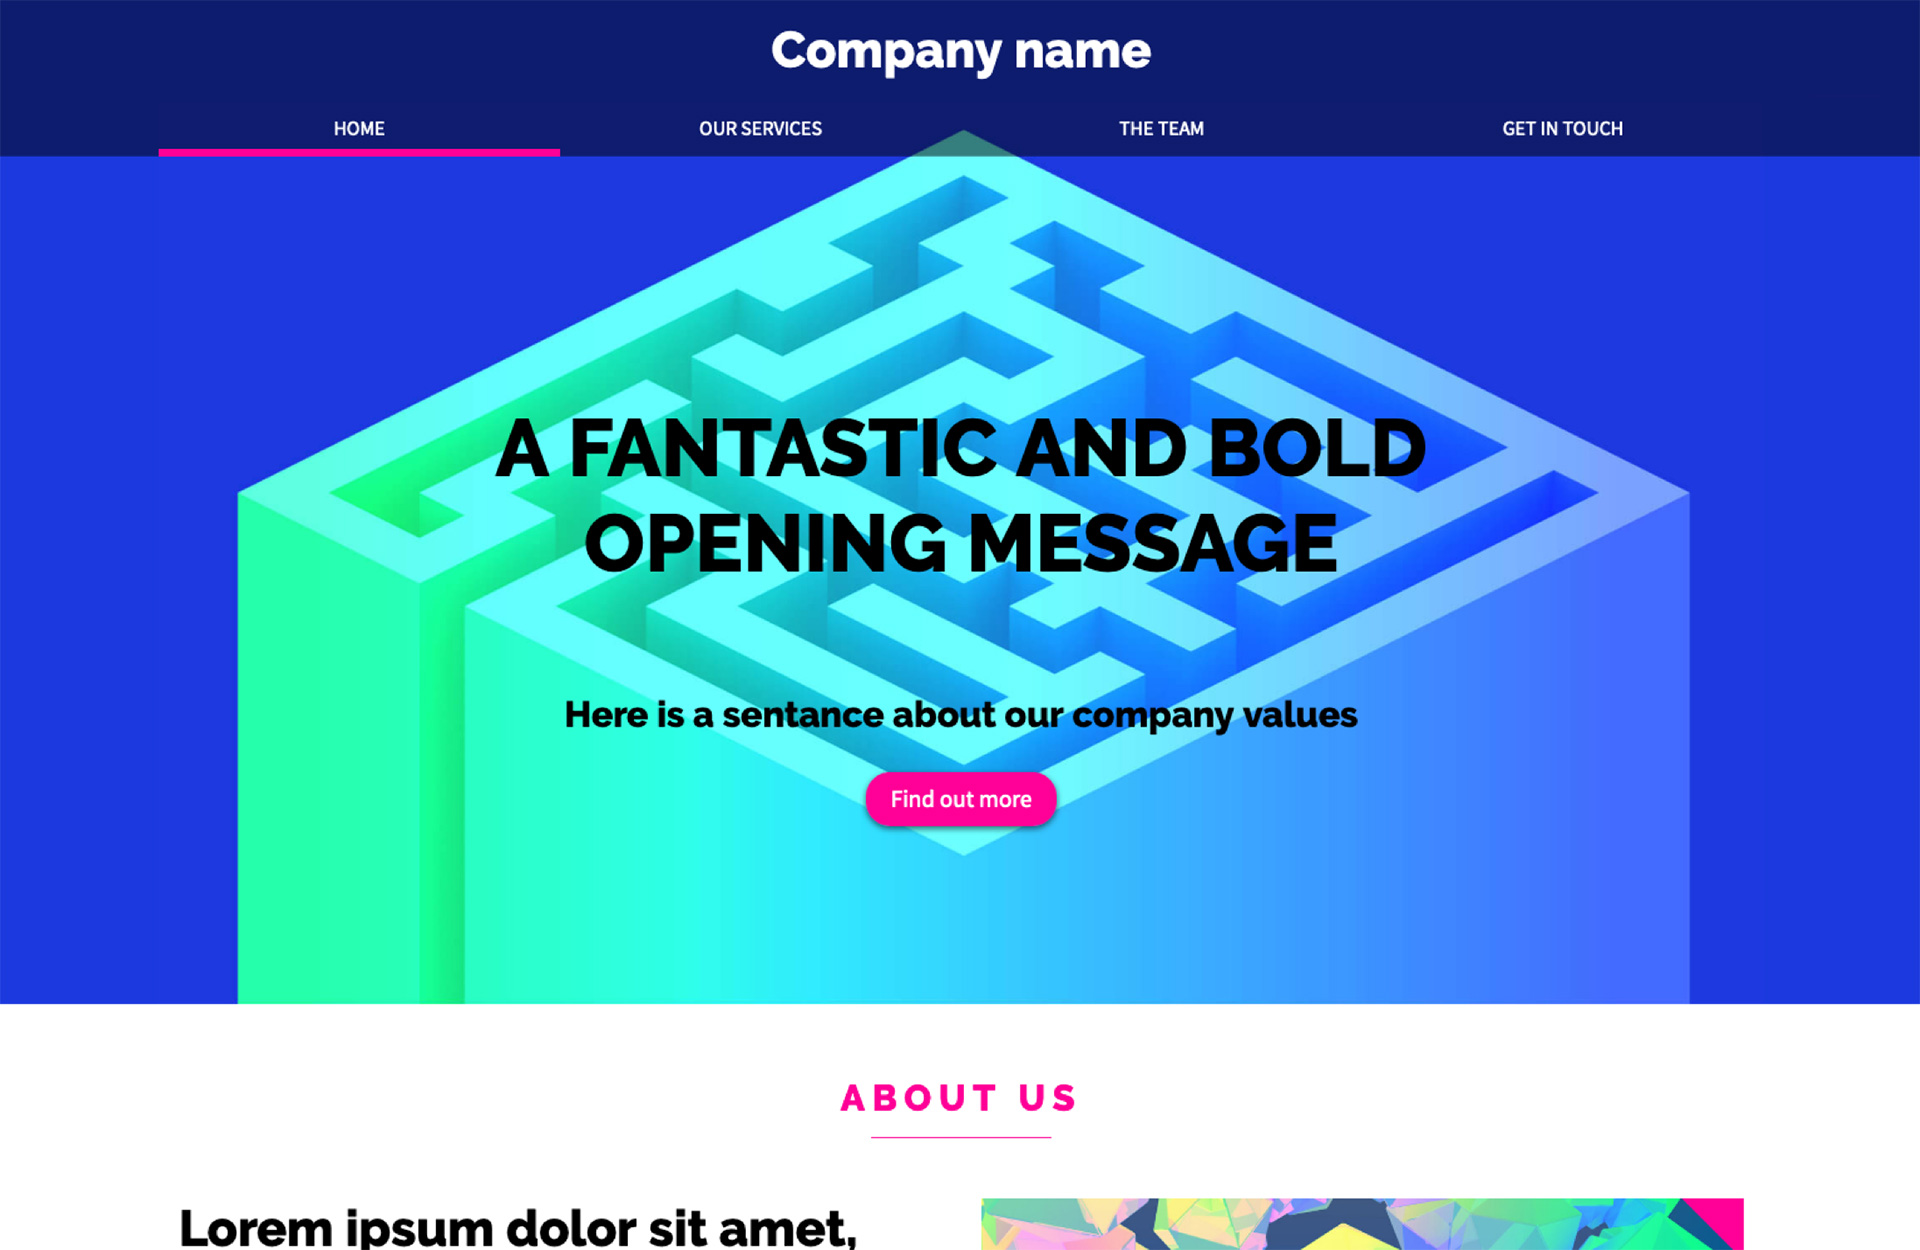 Company name
HOME OUR SERVICES THE TEAM GET IN TOUCH
A FANTASTIC AND BOLD
OPENING MESSAGE
Here is a sentance about our company values
Find out more
ABOUT US
Lorem ipsum dolor sit amet,